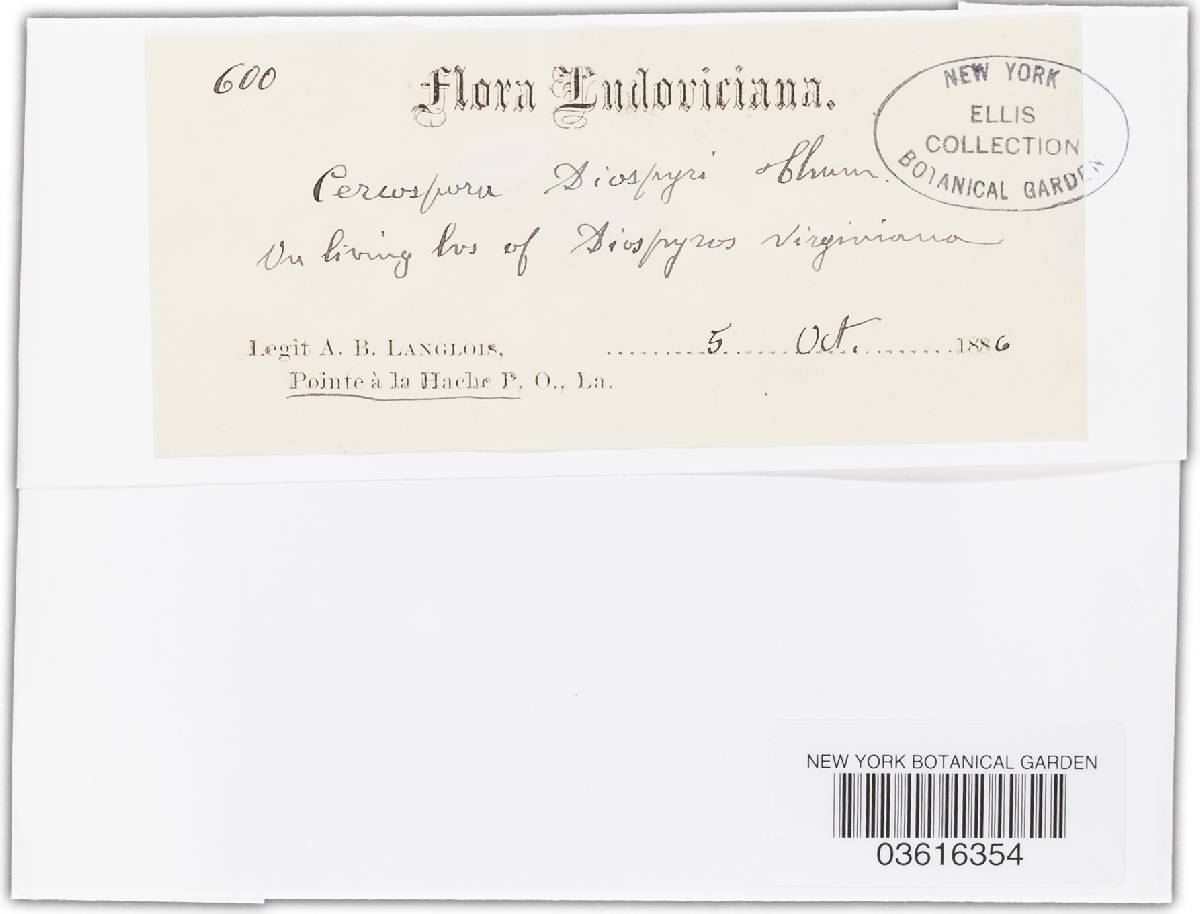 600
Flora Ludoviciana.
NEW YORK
ELLIS
COLLECTION
BOTANICAL GARDEN
Cercospora Diospyri Thum.
On living lvs of Diospyros virginiana
Legit A. B. LANGLOIS, 5 Oct. 1886
Pointe à la Hache P. O., La.
NEW YORK BOTANICAL GARDEN
03616354